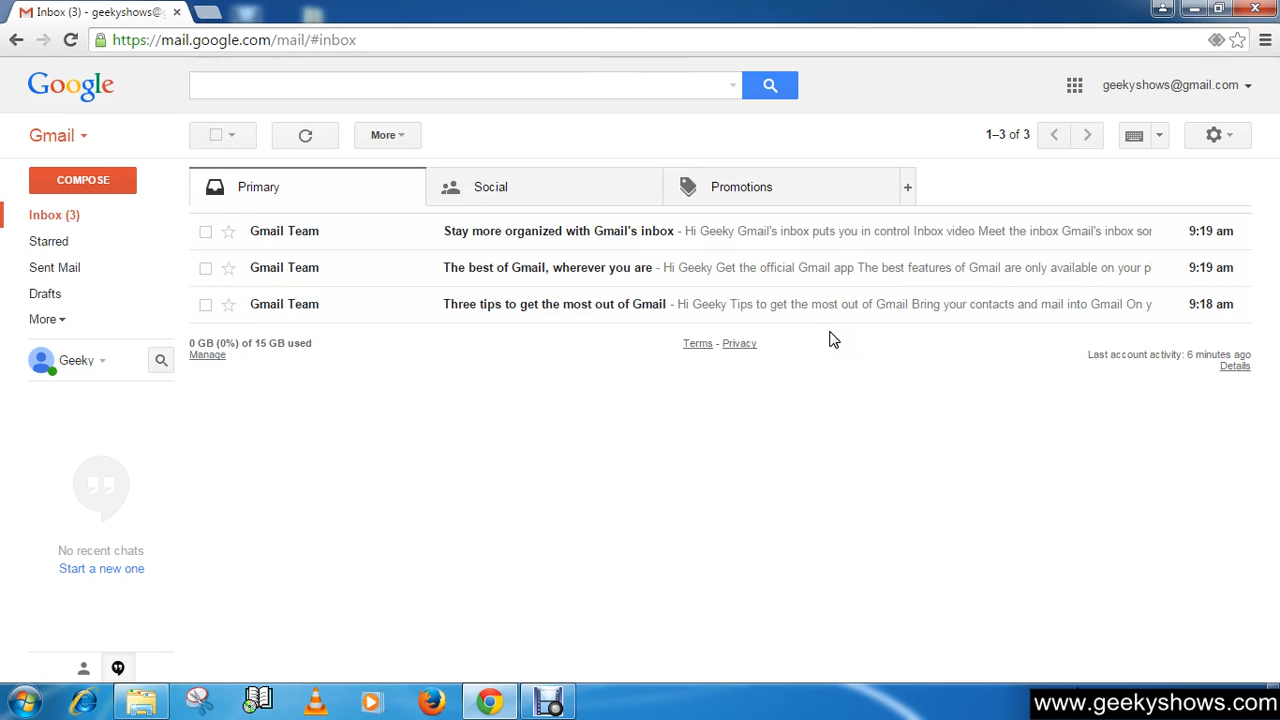 Inbox (3) - geekyshows@g
https://mail.google.com/mail/#inbox
Google
geekyshows@gmail.com
Gmail
More
1–3 of 3
COMPOSE
Inbox (3)
Starred
Sent Mail
Drafts
More
Geeky
No recent chats
Start a new one
Primary
Social
Promotions
+
Gmail Team Stay more organized with Gmail's inbox - Hi Geeky Gmail's inbox puts you in control Inbox video Meet the inbox Gmail's inbox sor 9:19 am
Gmail Team The best of Gmail, wherever you are - Hi Geeky Get the official Gmail app The best features of Gmail are only available on your p 9:19 am
Gmail Team Three tips to get the most out of Gmail - Hi Geeky Tips to get the most out of Gmail Bring your contacts and mail into Gmail On y 9:18 am
0 GB (0%) of 15 GB used
Manage
Terms - Privacy
Last account activity: 6 minutes ago
Details
www.geekyshows.com